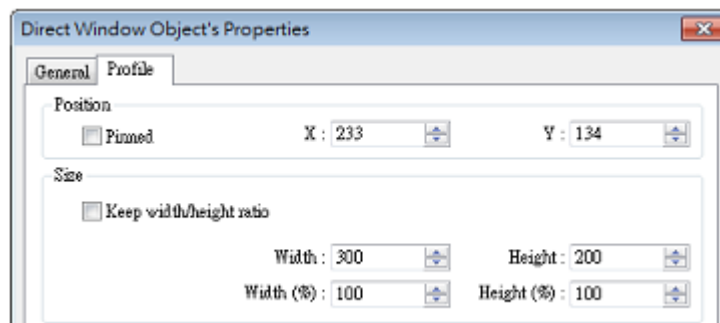 Direct Window Object's Properties
General Profile
Position
Pinned X : 233 Y : 134
Size
Keep width/height ratio
Width : 300 Height : 200
Width (%) : 100 Height (%) : 100